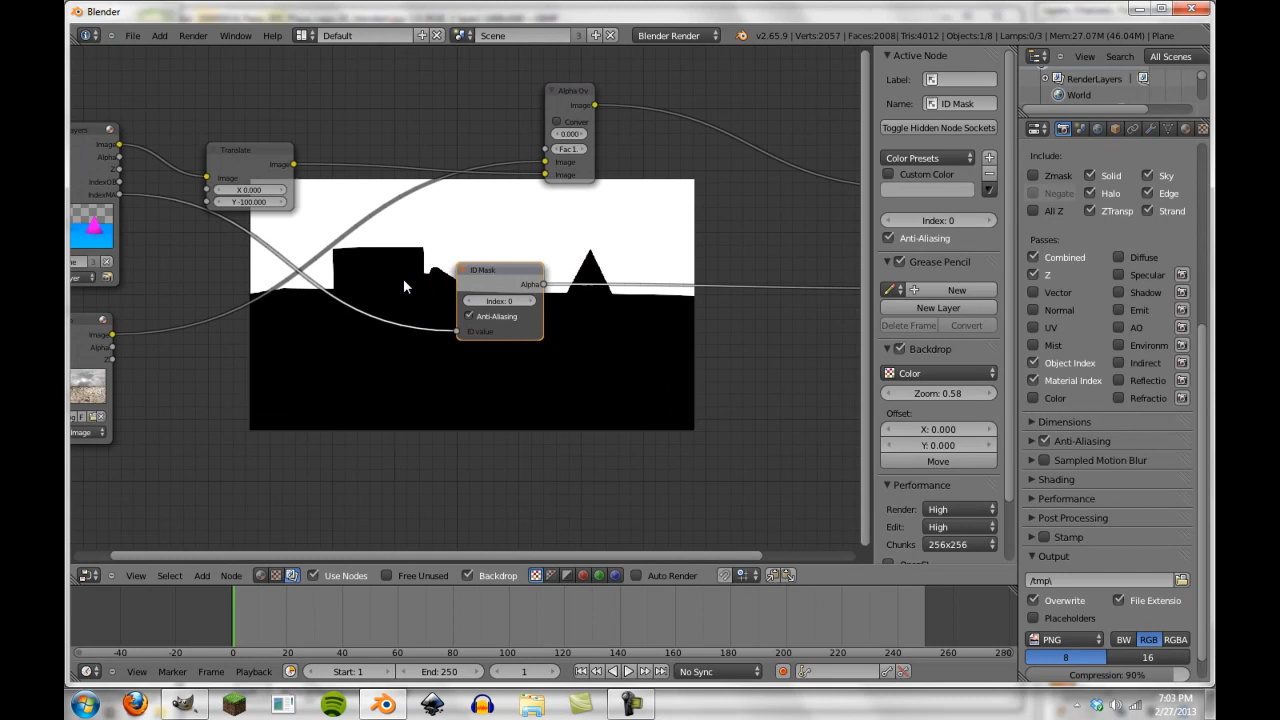 Blender
File Add Render Window Help Default Scene 3 Blender Render v2.65.9 | Verts:2057 | Faces:2008 | Tris:4012 | Objects:1/8 | Lamps:0/3 | Mem:27.07M (46.04M) | Plane View Search All Scenes
Active Node
Label:
Name: ID Mask
Toggle Hidden Node Sockets
Color Presets
Custom Color
Index: 0
Anti-Aliasing
Grease Pencil
New
New Layer
Delete Frame Convert
Backdrop
Color
Zoom: 0.58
Offset:
X: 0.000
Y: 0.000
Move
Performance
Render: High
Edit: High
Chunks 256x256
RenderLayers
World
Include:
Zmask Solid Sky
Negate Halo Edge
All Z ZTransp Strand
Passes:
Combined Diffuse
Z Specular
Vector Shadow
Normal Emit
UV AO
Mist Environm
Object Index Indirect
Material Index Reflectio
Color Refractio
Dimensions
Anti-Aliasing
Sampled Motion Blur
Shading
Performance
Post Processing
Stamp
Output
/tmp\
Overwrite File Extensio
Placeholders
PNG BW RGB RGBA
8 16
Compression: 90%
ayers
Image
Alpha
Z
IndexOB
IndexMA
Translate
Image
Image
X 0.000
Y -100.000
Alpha Ov
Image
Conver
0.000
Fac 1.
Image
Image
ID Mask
Alpha
Index: 0
Anti-Aliasing
ID value
Image
Alpha
Z
F
Image
View Select Add Node Use Nodes Free Unused Backdrop Auto Render
-40 -20 0 20 40 60 80 100 120 140 160 180 200 220 240 260 280
View Marker Frame Playback Start: 1 End: 250 1 No Sync
7:03 PM
2/27/2013